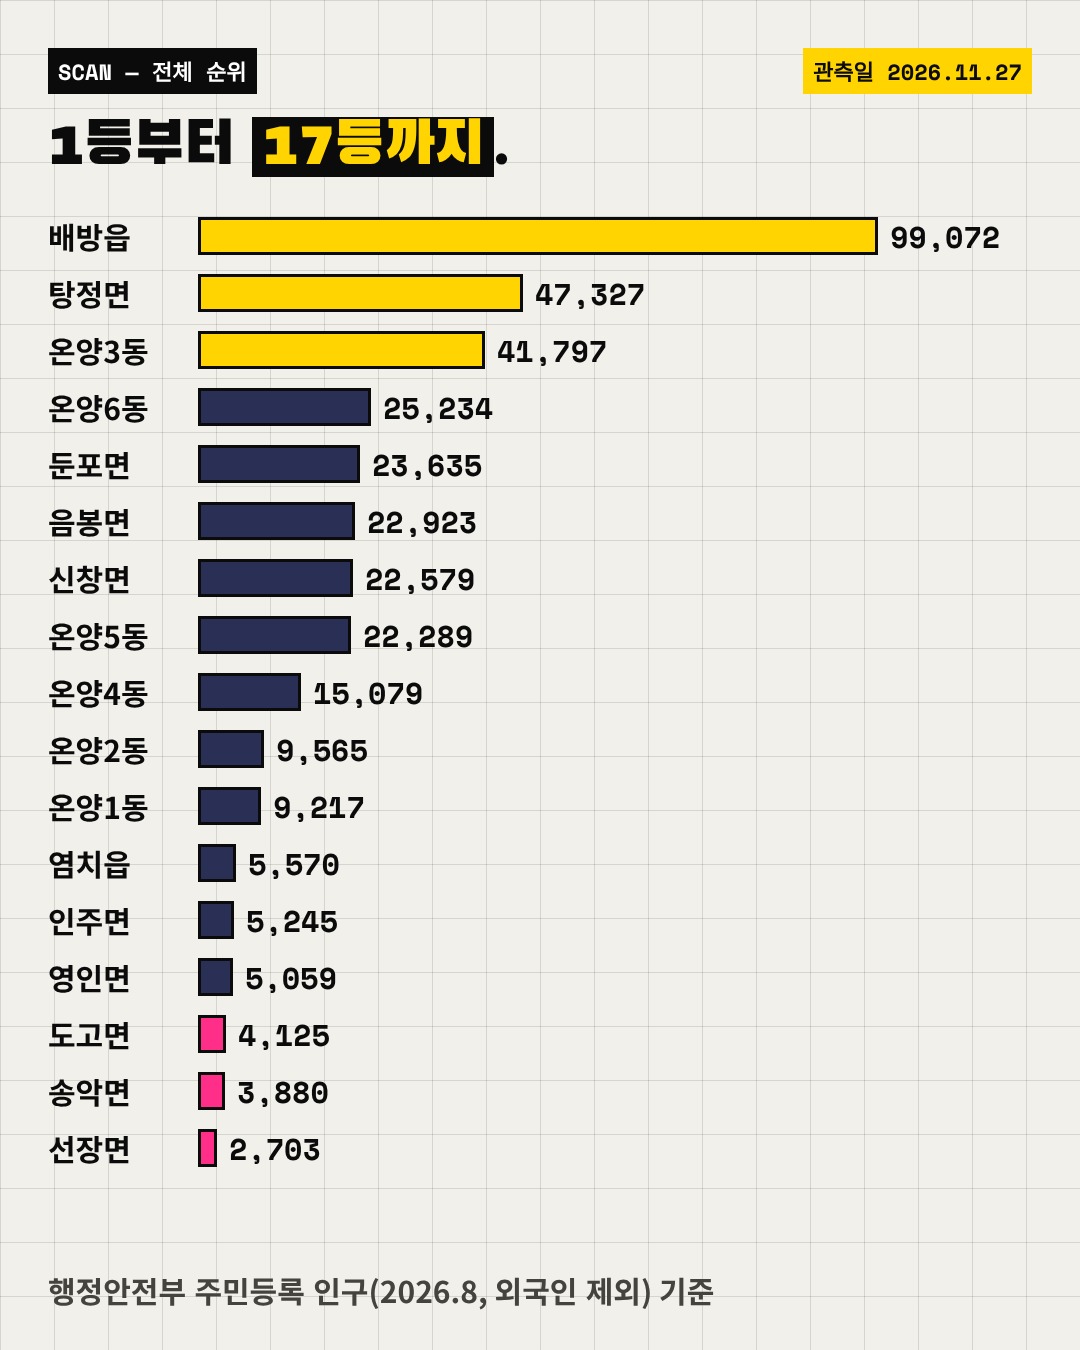 SCAN — 전체 순위
관측일 2026.11.27
1등부터 17등까지.
배방읍 99,072
탕정면 47,327
온양3동 41,797
온양6동 25,234
둔포면 23,635
음봉면 22,923
신창면 22,579
온양5동 22,289
온양4동 15,079
온양2동 9,565
온양1동 9,217
염치읍 5,570
인주면 5,245
영인면 5,059
도고면 4,125
송악면 3,880
선장면 2,703
행정안전부 주민등록 인구(2026.8, 외국인 제외) 기준